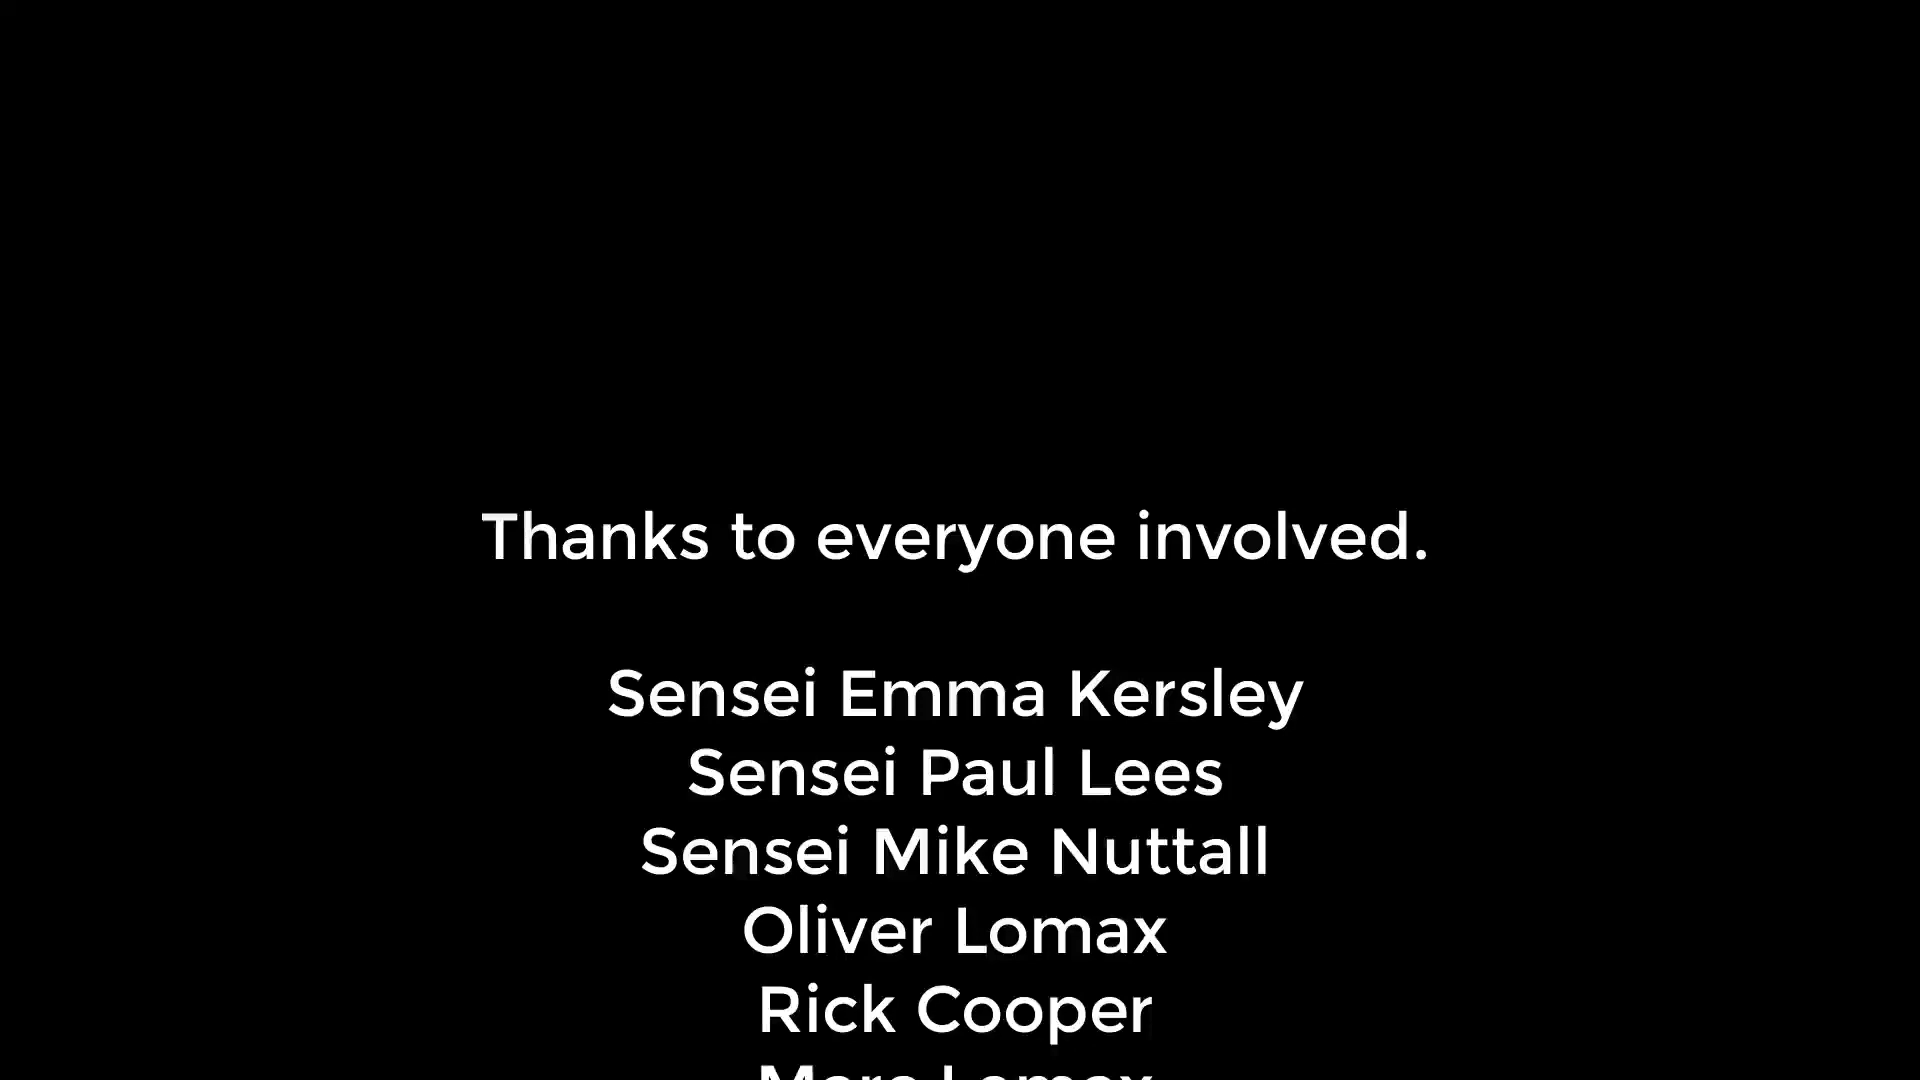 Thanks to everyone involved.
Sensei Emma Kersley
Sensei Paul Lees
Sensei Mike Nuttall
Oliver Lomax
Rick Cooper